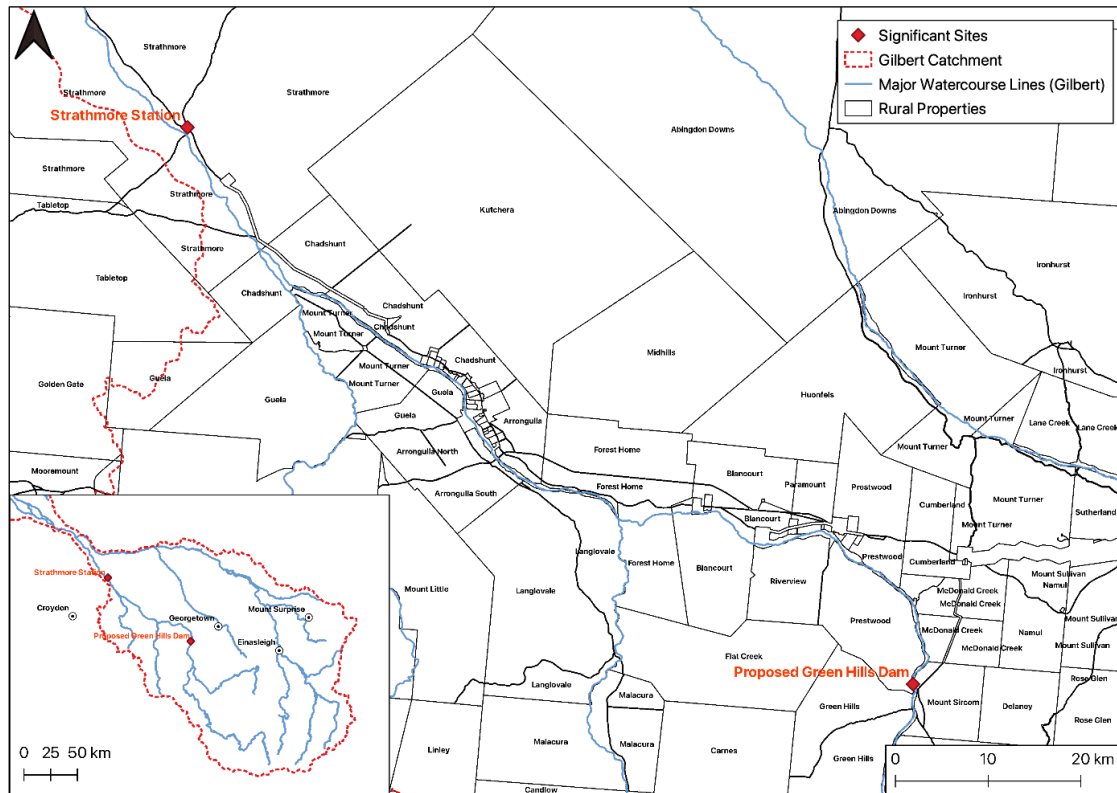 Strathmore
Significant Sites
Gilbert Catchment
Major Watercourse Lines (Gilbert)
Rural Properties
Strathmore
Strathmore
Strathmore Station
Abingdon Downs
Strathmore
Strathmore
Tabletop
Kutchera
Abingdon Downs
Chadshunt
Strathmore
Ironhurst
Tabletop
Chadshunt
Ironhurst
Chadshunt
Mount Turner
Chadshunt
Mount Turner
Mount Turner
Midhills
Chadshunt
Mount Turner
Ironhurst
Guela
Golden Gate
Mount Turner
Guela
Huonfels
Guela
Guela
Arrongulla
Mount Turner
Lane Creek
Lane Creek
Mount Turner
Arrongulla North
Forest Home
Mooremount
Blancourt
Paramount
Prestwood
Forest Home
Arrongulla South
Cumberland
Mount Turner
Sutherland
Blancourt
Mount Turner
Langlovale
Prestwood
Cumberland
Forest Home
Blancourt
Riverview
Mount Sullivan
Namul
Mount Little
Langlovale
McDonald Creek
McDonald Creek
Prestwood
Mount Sullivan
McDonald Creek
Namul
McDonald Creek
Mount Sullivan
Flat Creek
Proposed Green Hills Dam
Rose Glen
Langlovale
Malacura
Green Hills
Mount Sircom
Delaney
Rose Glen
Linley
Malacura
Malacura
Carnes
Green Hills
Candlow
Strathmore Station
Croydon
Georgetown
Mount Surprise
Proposed Green Hills Dam
Einasleigh
0 25 50 km
0 10 20 km